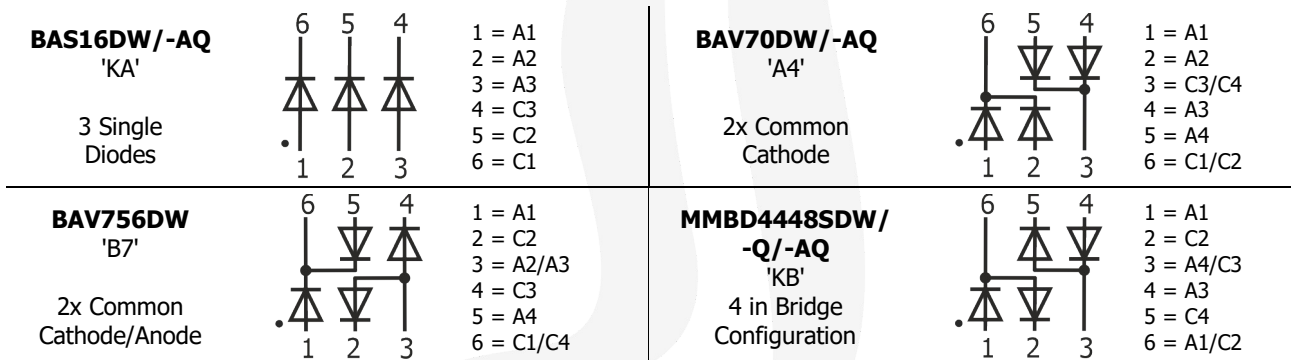 BAS16DW/-AQ
'KA'
3 Single
Diodes
6 5 4
1 2 3
1 = A1
2 = A2
3 = A3
4 = C3
5 = C2
6 = C1
BAV70DW/-AQ
'A4'
2x Common
Cathode
6 5 4
1 2 3
1 = A1
2 = A2
3 = C3/C4
4 = A3
5 = A4
6 = C1/C2
BAV756DW
'B7'
2x Common
Cathode/Anode
6 5 4
1 2 3
1 = A1
2 = C2
3 = A2/A3
4 = C3
5 = A4
6 = C1/C4
MMBD4448SDW/
-Q/-AQ
'KB'
4 in Bridge
Configuration
6 5 4
1 2 3
1 = A1
2 = C2
3 = A4/C3
4 = A3
5 = C4
6 = A1/C2